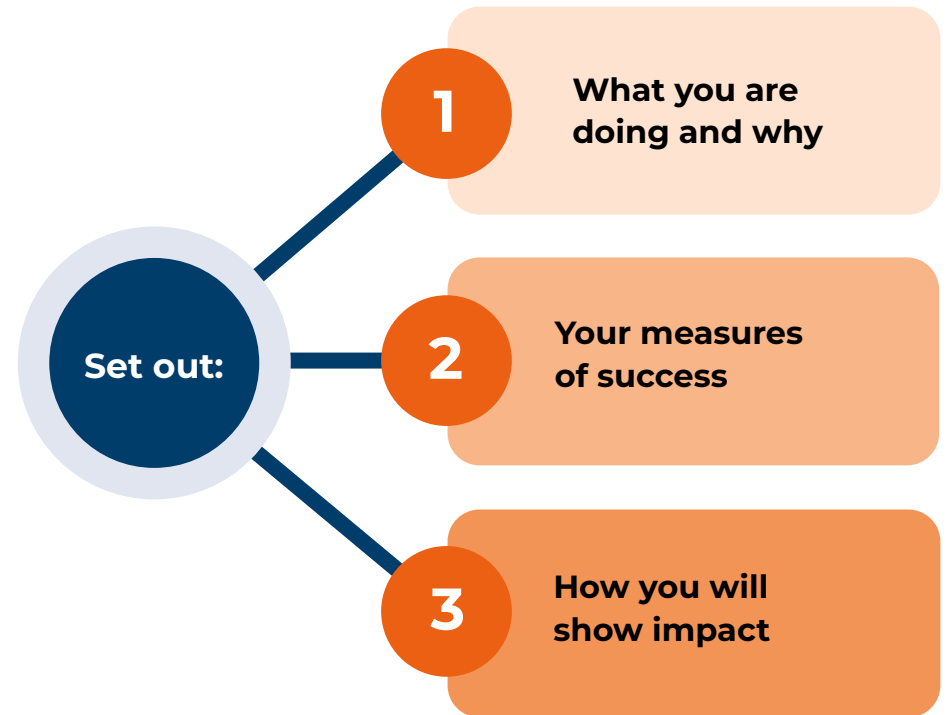 Set out:
1
What you are
doing and why
2
Your measures
of success
3
How you will
show impact